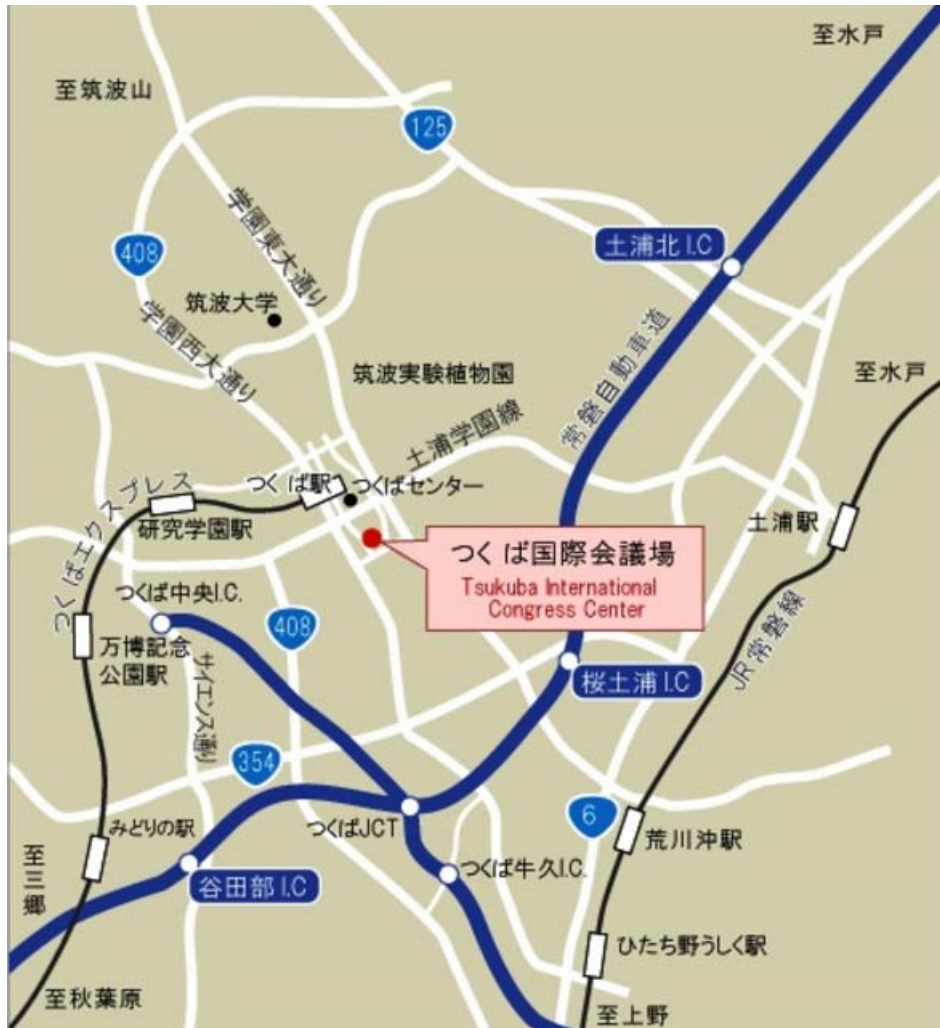 至水戸
至筑波山
125
学園東大通り
408
土浦北I.C
筑波大学
学園西大通り
常磐自動車道
筑波実験植物園
至水戸
土浦学園線
つくばエクスプレス
つくば駅
つくばセンター
研究学園駅
土浦駅
つくば国際会議場
Tsukuba International
Congress Center
つくば中央I.C.
408
万博記念
公園駅
サイエンス通り
桜土浦I.C
JR常磐線
354
みどりの駅
つくばJCT
6
荒川沖駅
至三郷
谷田部I.C
つくば牛久I.C.
ひたち野うしく駅
至秋葉原
至上野